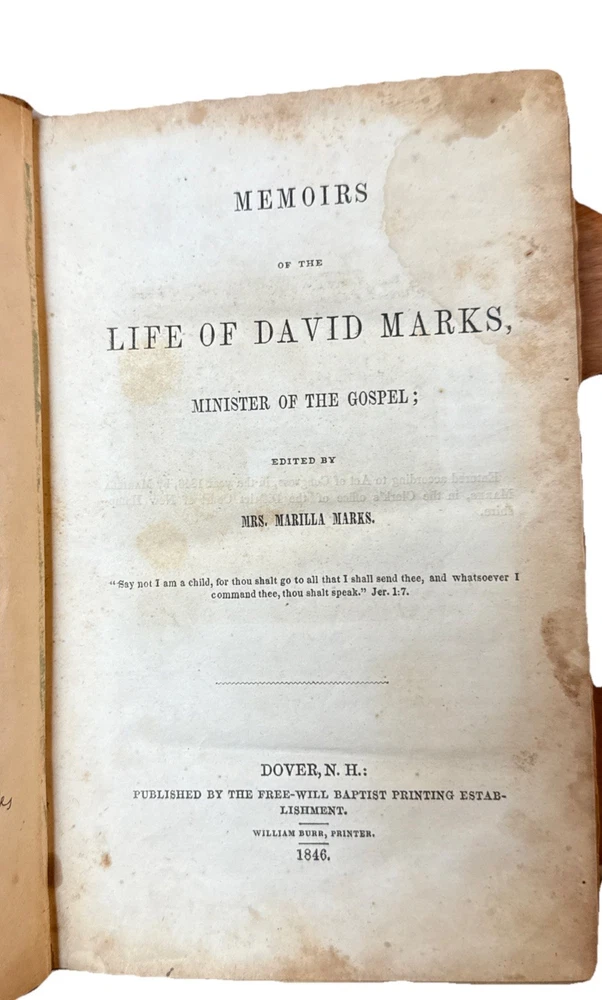 MEMOIRS
OF THE
LIFE OF DAVID MARKS,
MINISTER OF THE GOSPEL;
EDITED BY
MRS. MARILLA MARKS.
"Say not I am a child, for thou shalt go to all that I shall send thee, and whatsoever I
command thee, thou shalt speak." Jer. 1:7.
DOVER, N. H.:
PUBLISHED BY THE FREE-WILL BAPTIST PRINTING ESTAB-
LISHMENT.
WILLIAM BURR, PRINTER.
1846.